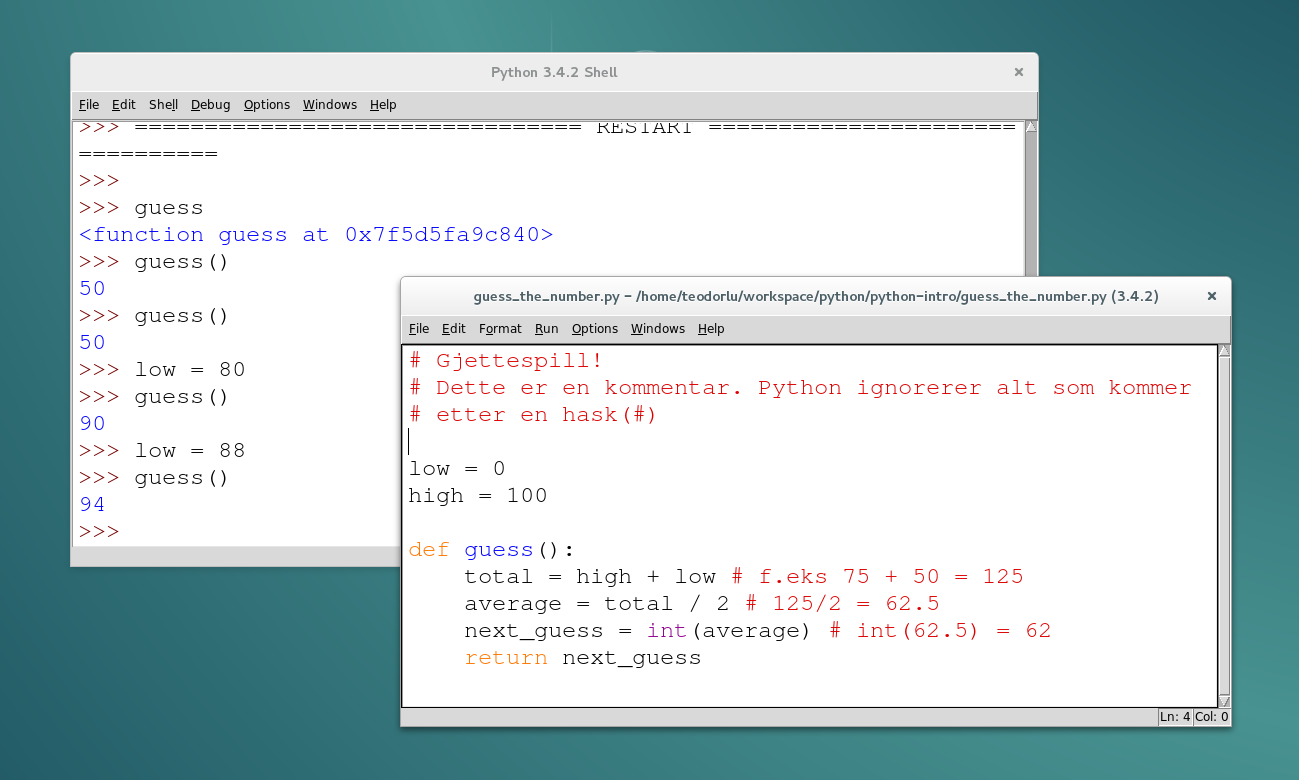 Python 3.4.2 Shell
File Edit Shell Debug Options Windows Help
>>> ================================ RESTART ======================
==========
>>>
>>> guess
<function guess at 0x7f5d5fa9c840>
>>> guess()
50
>>> guess()
50
>>> low = 80
>>> guess()
90
>>> low = 88
>>> guess()
94
>>>
guess_the_number.py - /home/teodorlu/workspace/python/python-intro/guess_the_number.py (3.4.2)
File Edit Format Run Options Windows Help
# Gjettespill!
# Dette er en kommentar. Python ignorerer alt som kommer
# etter en hask(#)
low = 0
high = 100
def guess():
    total = high + low # f.eks 75 + 50 = 125
    average = total / 2 # 125/2 = 62.5
    next_guess = int(average) # int(62.5) = 62
    return next_guess
Ln: 4 Col: 0